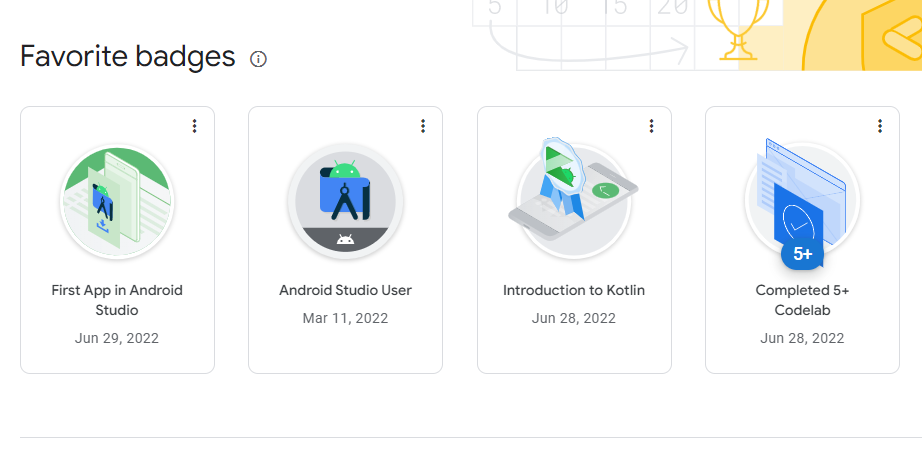 5 10 15 20
Favorite badges
First App in Android
Studio
Jun 29, 2022
Android Studio User
Mar 11, 2022
Introduction to Kotlin
Jun 28, 2022
5+
Completed 5+
Codelab
Jun 28, 2022